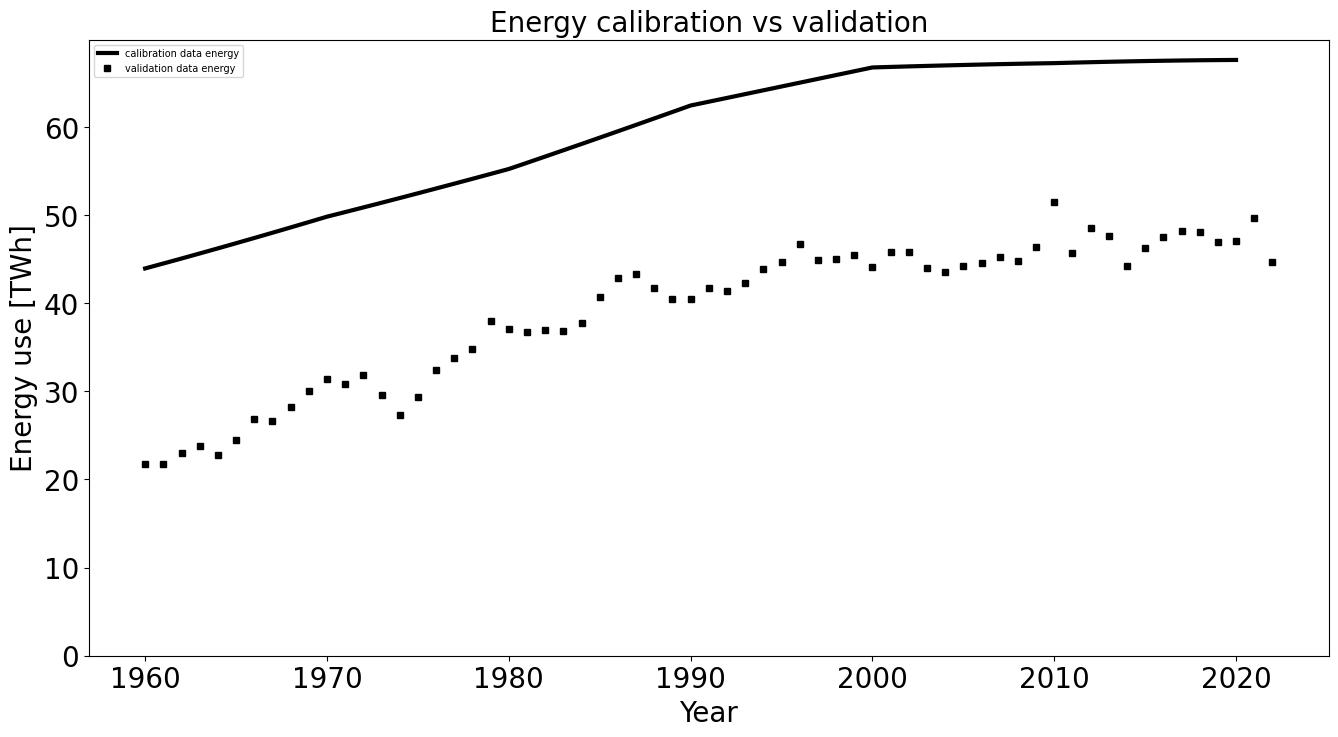 Energy calibration vs validation
calibration data energy
validation data energy
Energy use [TWh]
60
50
40
30
20
10
0
1960 1970 1980 1990 2000 2010 2020
Year